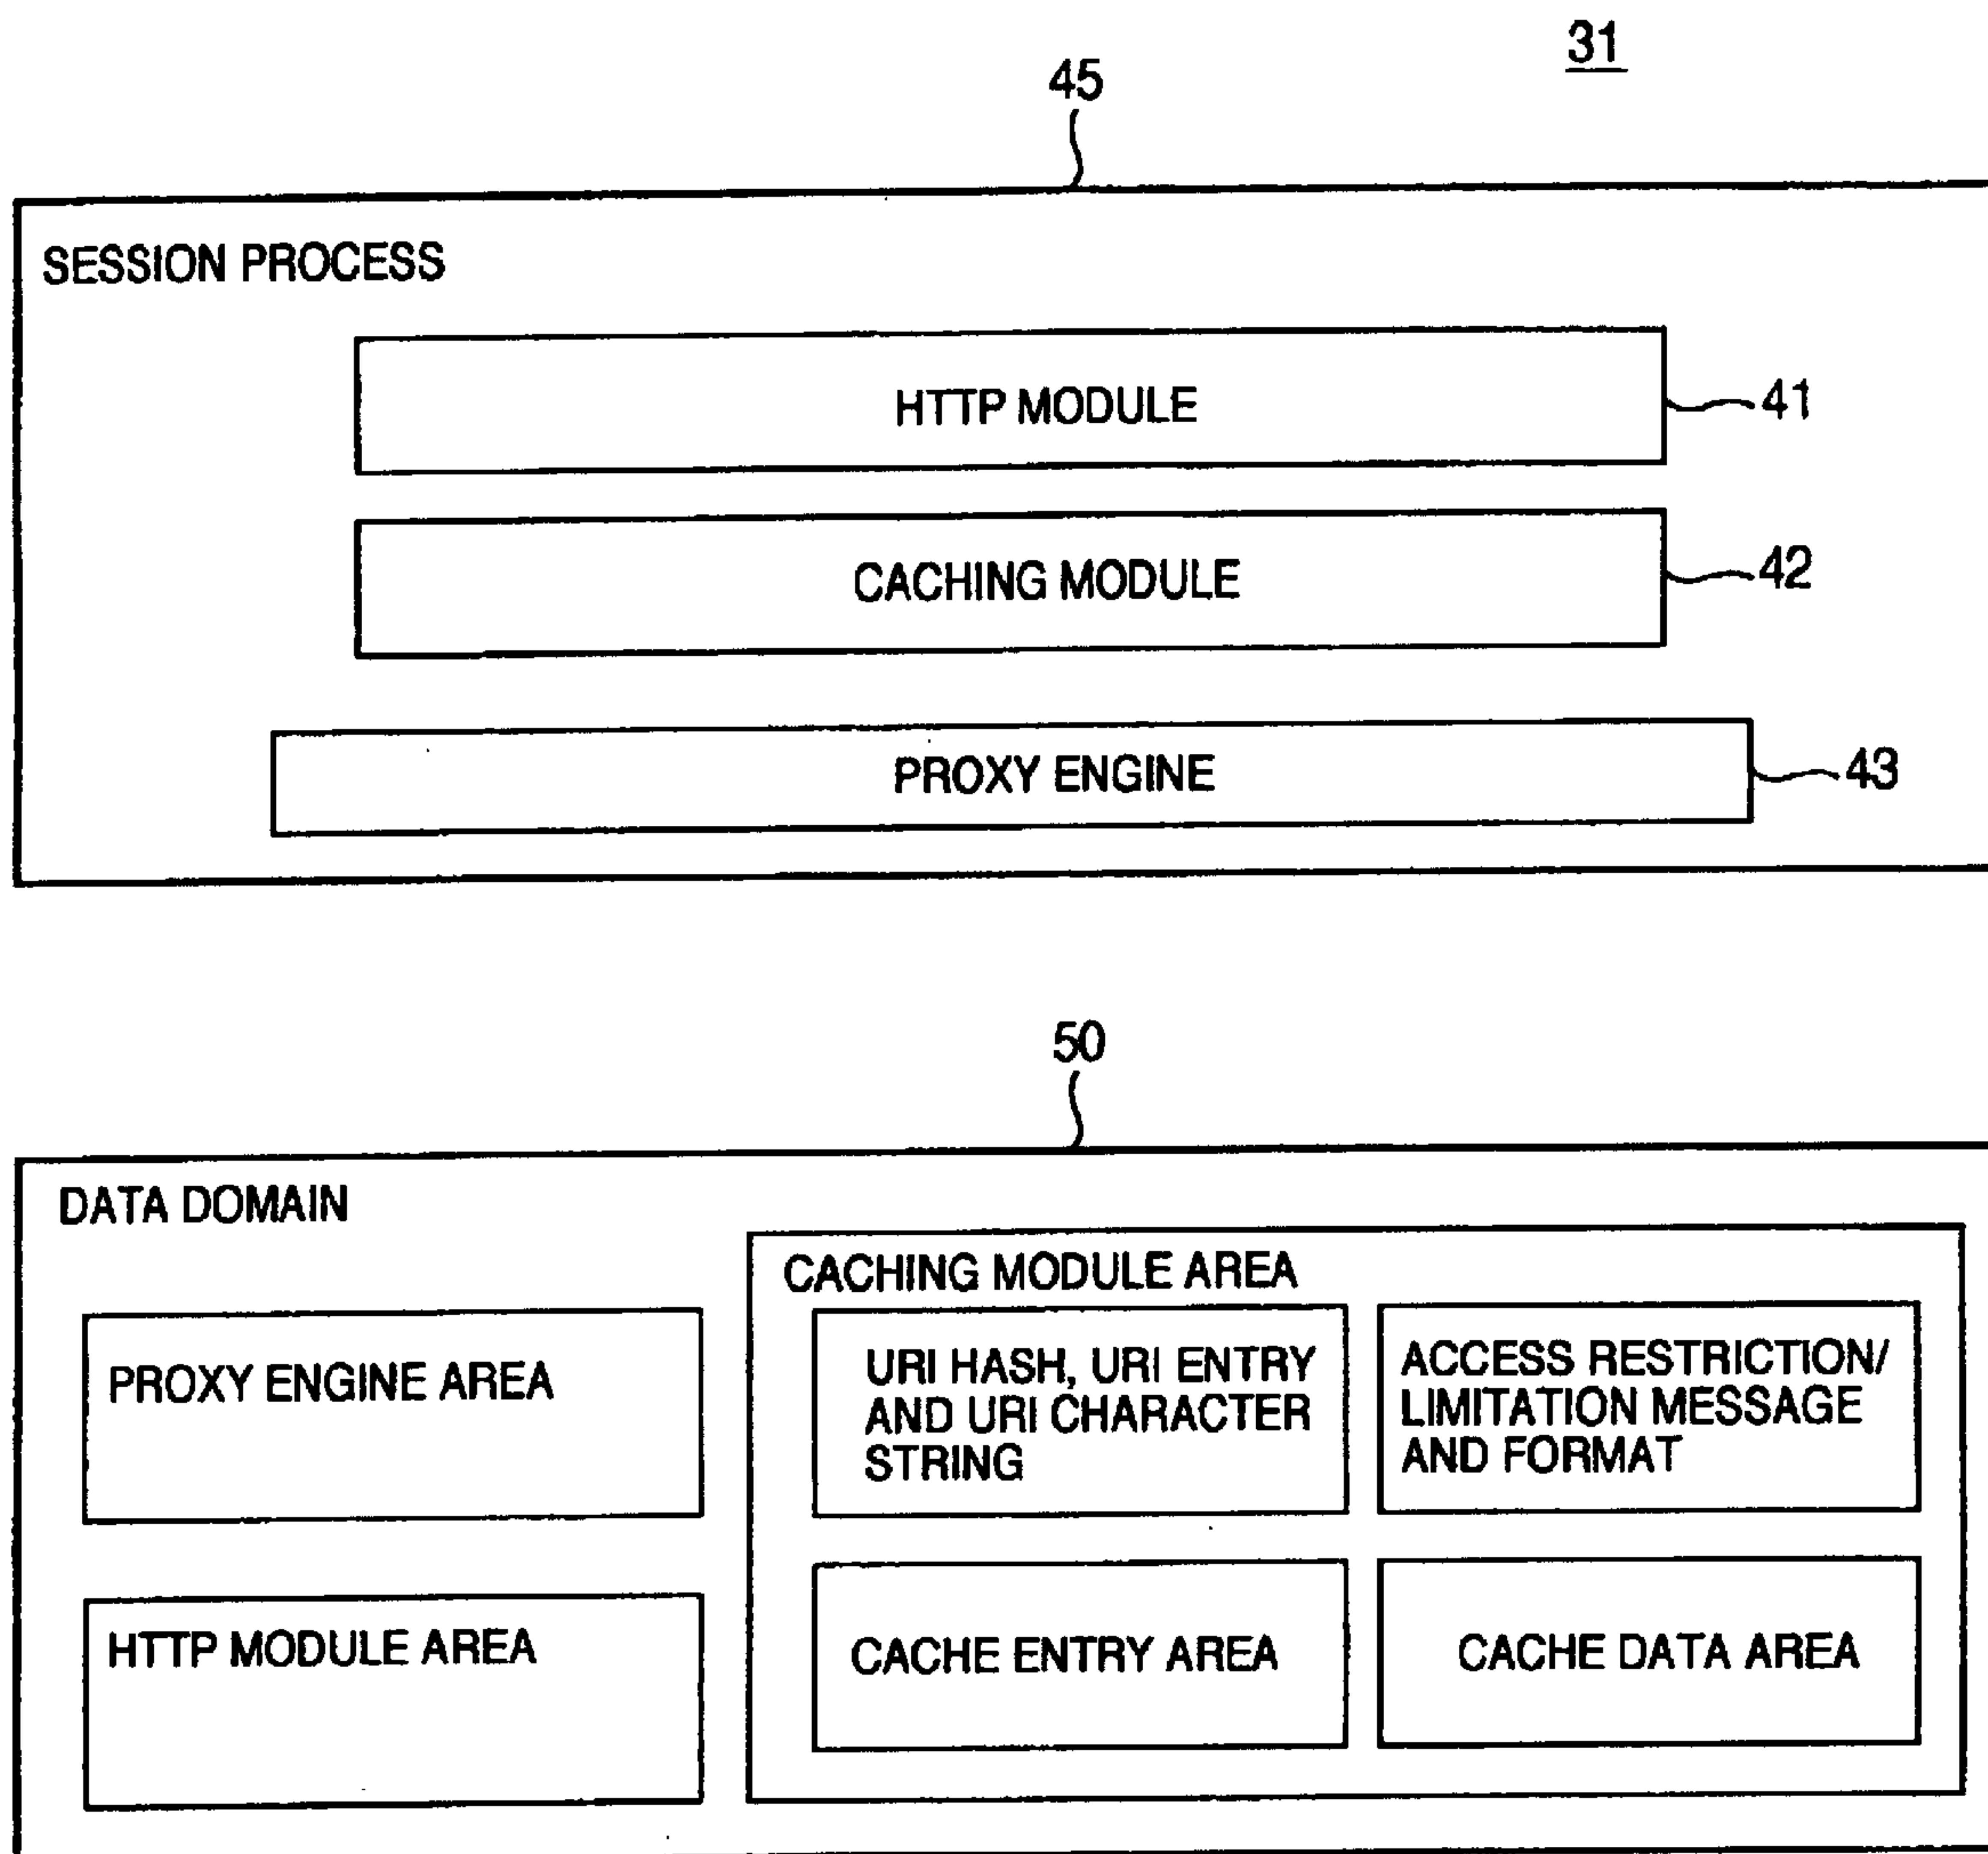 31
45
SESSION PROCESS
HTTP MODULE
41
CACHING MODULE
42
PROXY ENGINE
43
50
DATA DOMAIN
PROXY ENGINE AREA
HTTP MODULE AREA
CACHING MODULE AREA
URI HASH, URI ENTRY
AND URI CHARACTER
STRING
ACCESS RESTRICTION/
LIMITATION MESSAGE
AND FORMAT
CACHE ENTRY AREA
CACHE DATA AREA